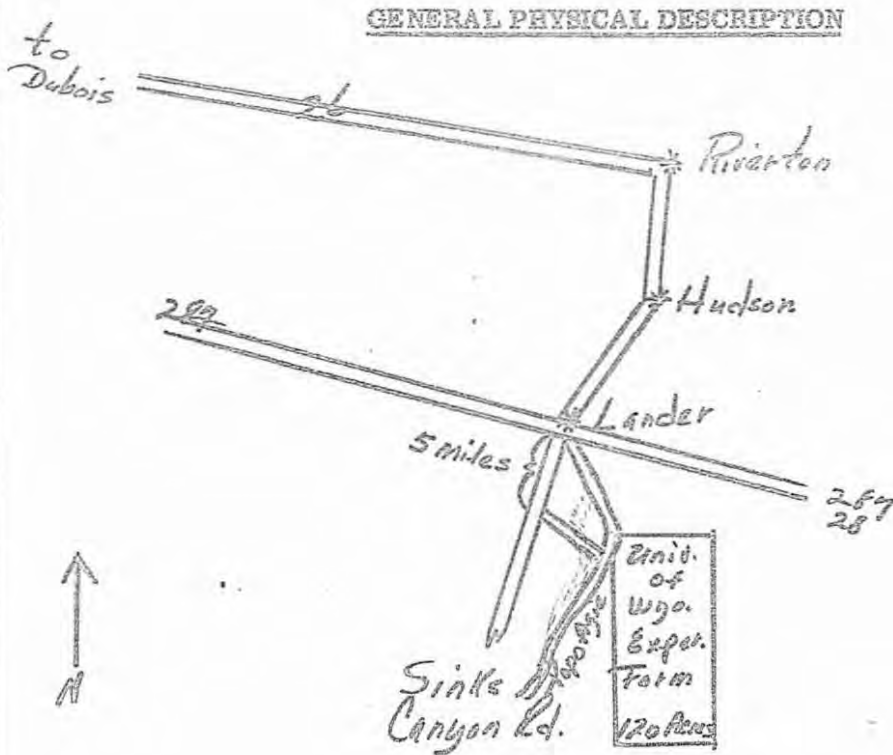 GENERAL PHYSICAL DESCRIPTION
to
Dubois
26
Riverton
287
Hudson
Lander
5 miles
287
28
Univ.
of
Wyo.
Exper.
Farm
120 Acres
Popo Agie
Sinks
Canyon Rd.
N